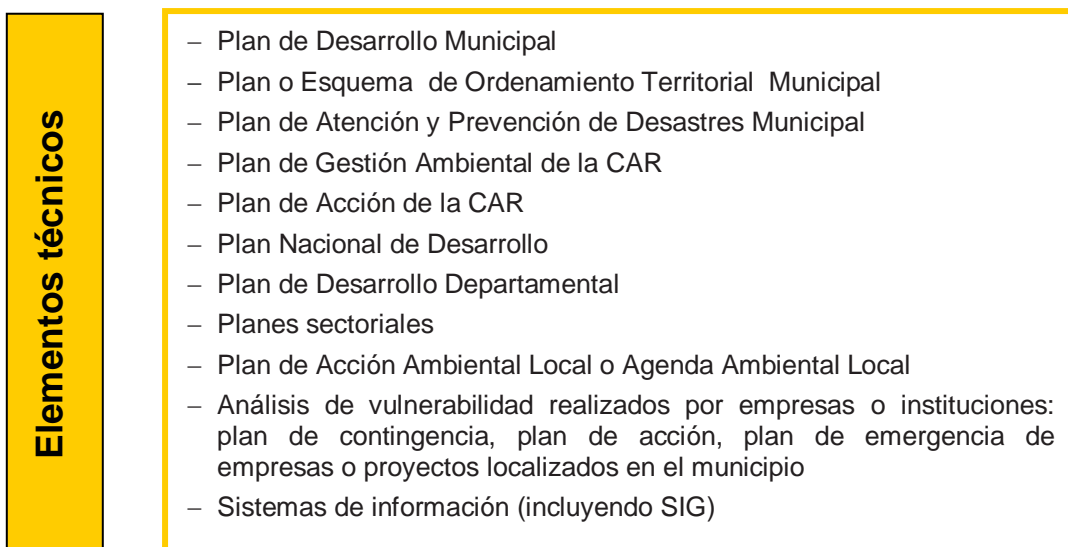 Elementos técnicos
– Plan de Desarrollo Municipal
– Plan o Esquema de Ordenamiento Territorial Municipal
– Plan de Atención y Prevención de Desastres Municipal
– Plan de Gestión Ambiental de la CAR
– Plan de Acción de la CAR
– Plan Nacional de Desarrollo
– Plan de Desarrollo Departamental
– Planes sectoriales
– Plan de Acción Ambiental Local o Agenda Ambiental Local
– Análisis de vulnerabilidad realizados por empresas o instituciones:
plan de contingencia, plan de acción, plan de emergencia de
empresas o proyectos localizados en el municipio
– Sistemas de información (incluyendo SIG)